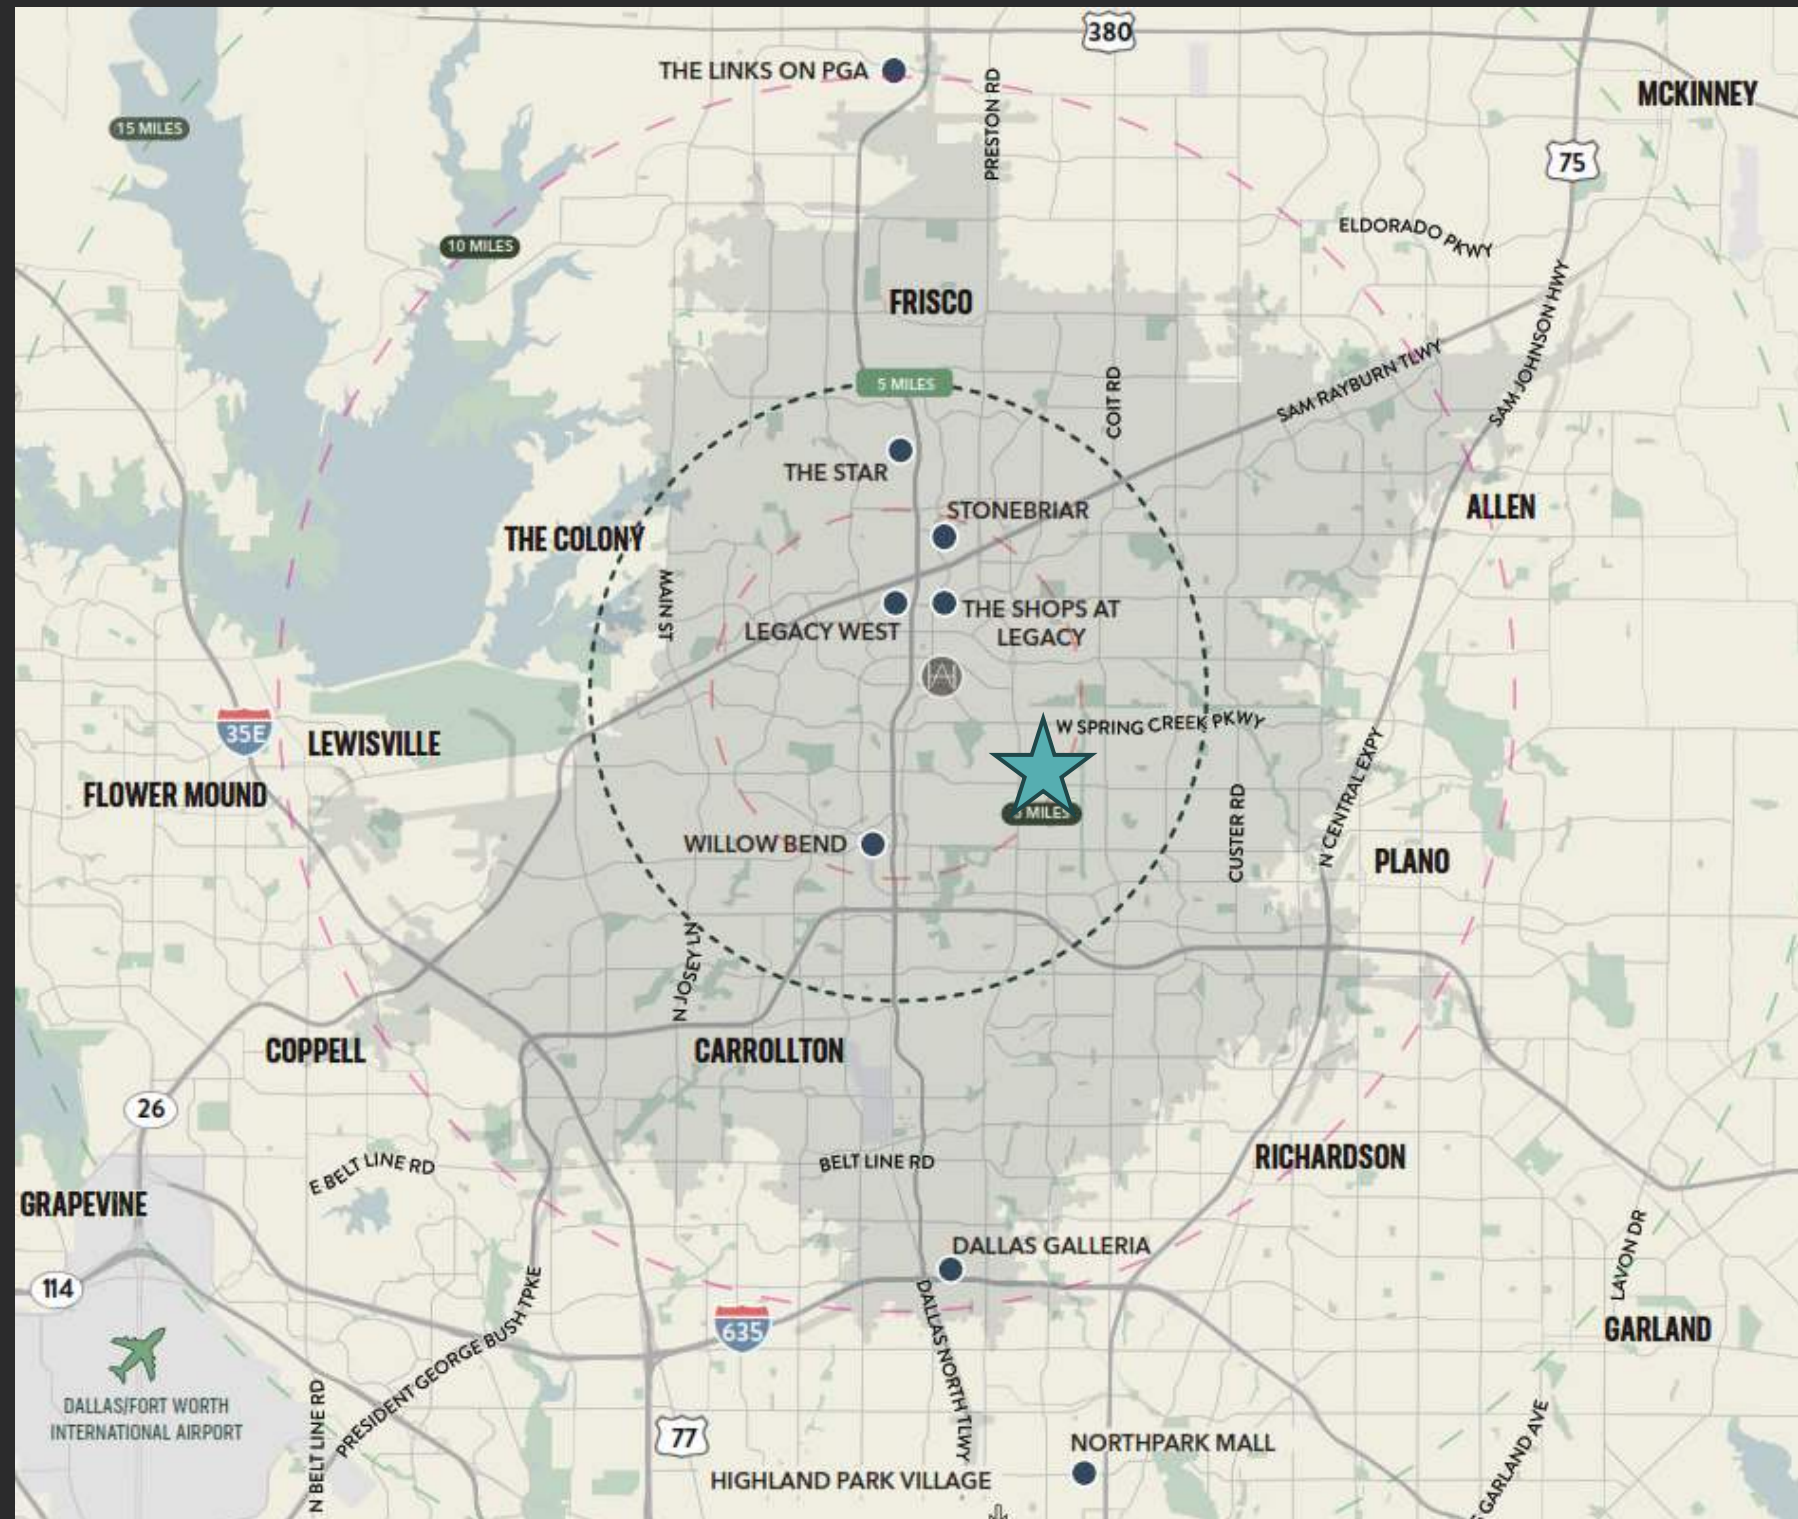 380
THE LINKS ON PGA
MCKINNEY
15 MILES
PRESTON RD
75
10 MILES
ELDORADO PKWY
FRISCO
SAM JOHNSON HWY
5 MILES
COIT RD
SAM RAYBURN TLWY
THE STAR
STONEBRIAR
ALLEN
THE COLONY
MAIN ST
LEGACY WEST
THE SHOPS AT
LEGACY
35E
LEWISVILLE
W SPRING CREEK PKWY
FLOWER MOUND
MILES
WILLOW BEND
CUSTER RD
N CENTRAL EXPY
PLANO
N JOSEY LN
COPPELL
CARROLLTON
26
E BELT LINE RD
BELT LINE RD
RICHARDSON
GRAPEVINE
DALLAS GALLERIA
LAVON DR
114
635
GARLAND
DALLAS NORTH TLWY
PRESIDENT GEORGE BUSH TPKE
DALLAS/FORT WORTH
INTERNATIONAL AIRPORT
N BELT LINE RD
77
NORTHPARK MALL
HIGHLAND PARK VILLAGE
GARLAND AVE